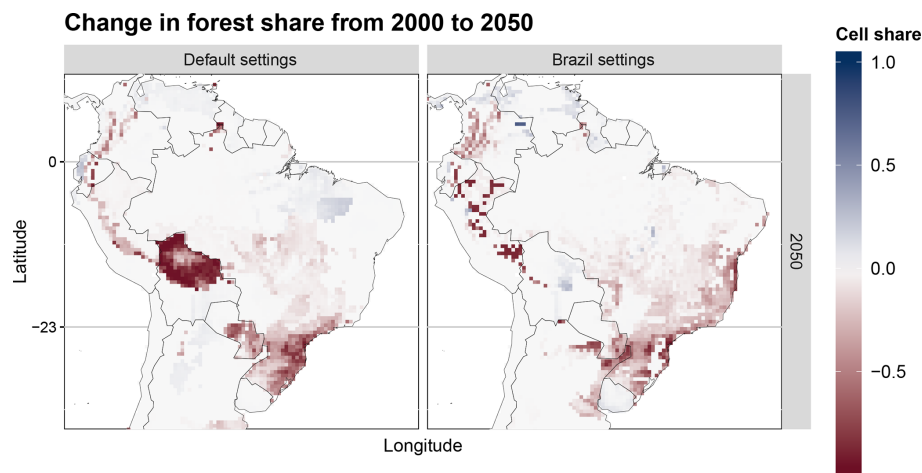 Change in forest share from 2000 to 2050
Default settings
Brazil settings
Cell share
1.0
0.5
0.0
−0.5
0
−23
Latitude
Longitude
2050